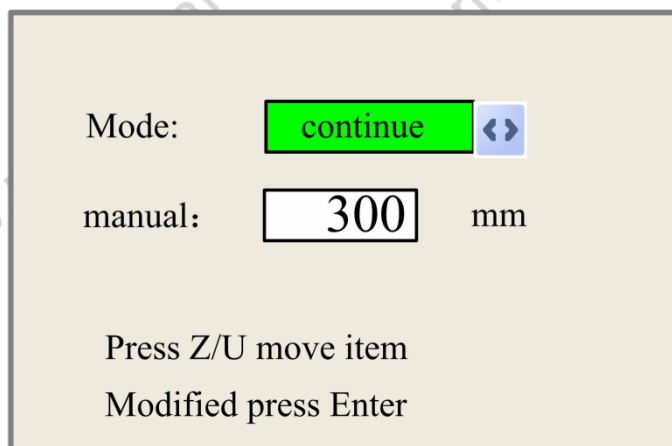 Mode: continue
manual： 300 mm
Press Z/U move item
Modified press Enter